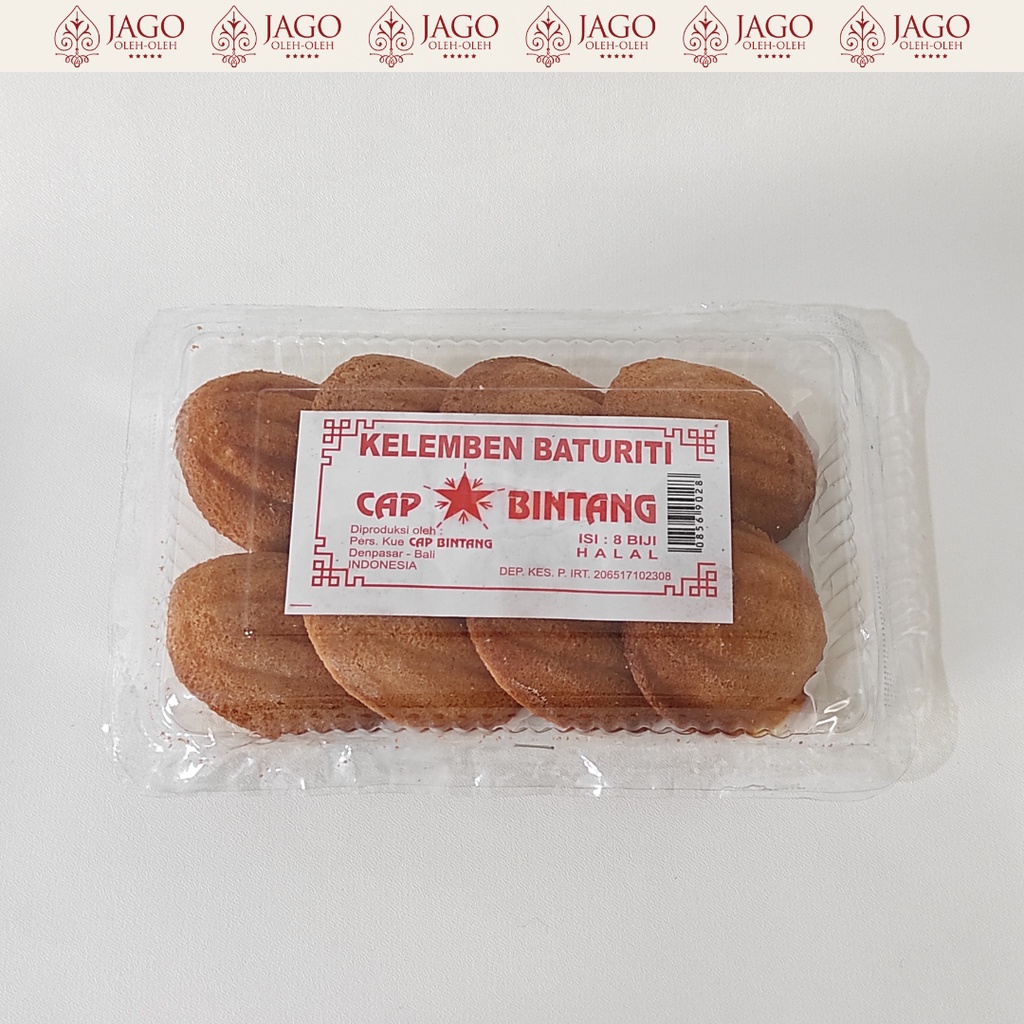 JAGO JAGO JAGO JAGO JAGO JAGO
OLEH-OLEH OLEH-OLEH OLEH-OLEH OLEH-OLEH OLEH-OLEH OLEH-OLEH
KELEMBEN BATURITI
CAP BINTANG
Diproduksi oleh :
Pers. Kue CAP BINTANG
Denpasar - Bali
INDONESIA
ISI : 8 BIJI
HALAL
DEP. KES. P. IRT. 206517102308
0856 9028